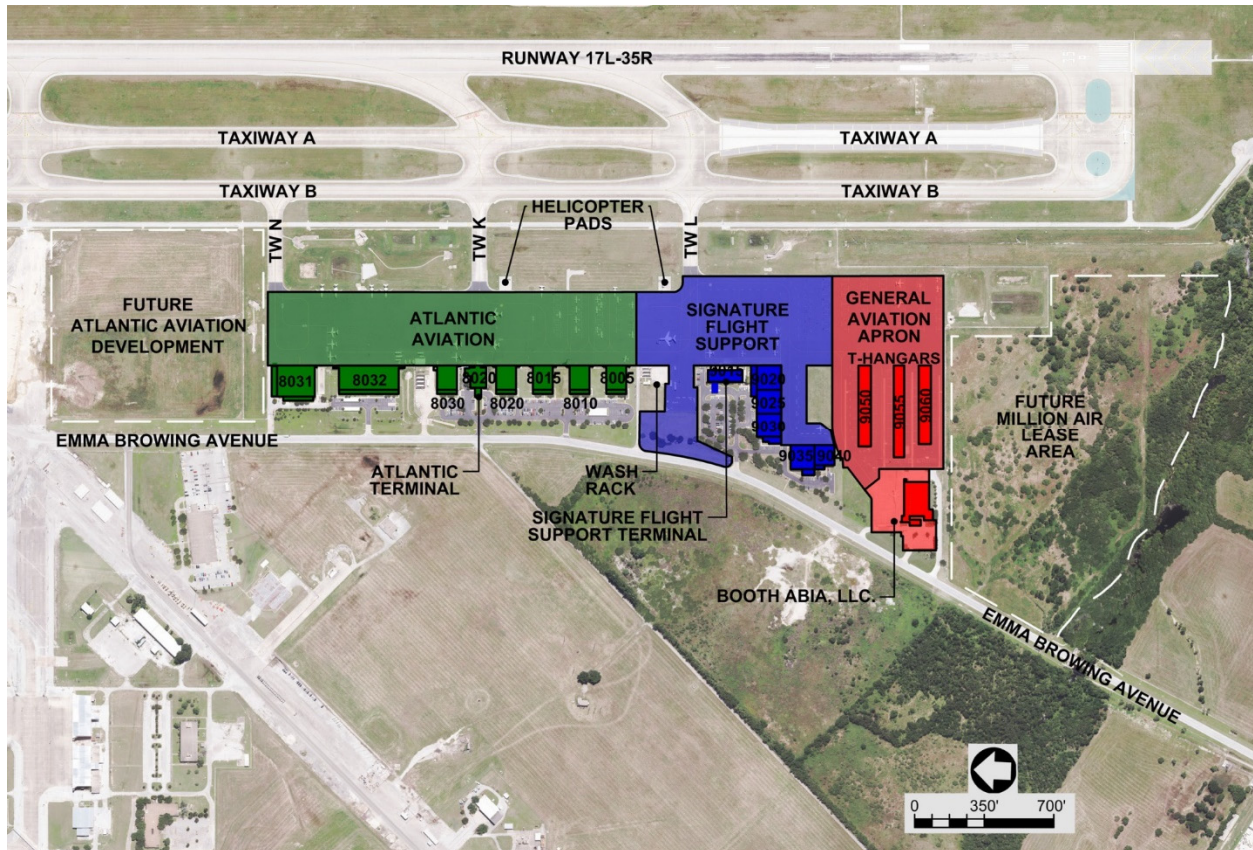 RUNWAY 17L-35R
TAXIWAY A
TAXIWAY A
TAXIWAY B
TAXIWAY B
TW N
TW K
HELICOPTER
PADS
TW L
FUTURE
ATLANTIC AVIATION
DEVELOPMENT
ATLANTIC
AVIATION
SIGNATURE
FLIGHT
SUPPORT
GENERAL
AVIATION
APRON
T-HANGARS
8031
8032
8030
8020
8020
8015
8010
8005
9020
9025
9030
9035
9040
9050
9055
9060
FUTURE
MILLION AIR
LEASE
AREA
EMMA BROWING AVENUE
ATLANTIC
TERMINAL
WASH
RACK
SIGNATURE FLIGHT
SUPPORT TERMINAL
BOOTH ABIA, LLC.
EMMA BROWING AVENUE
0 350' 700'